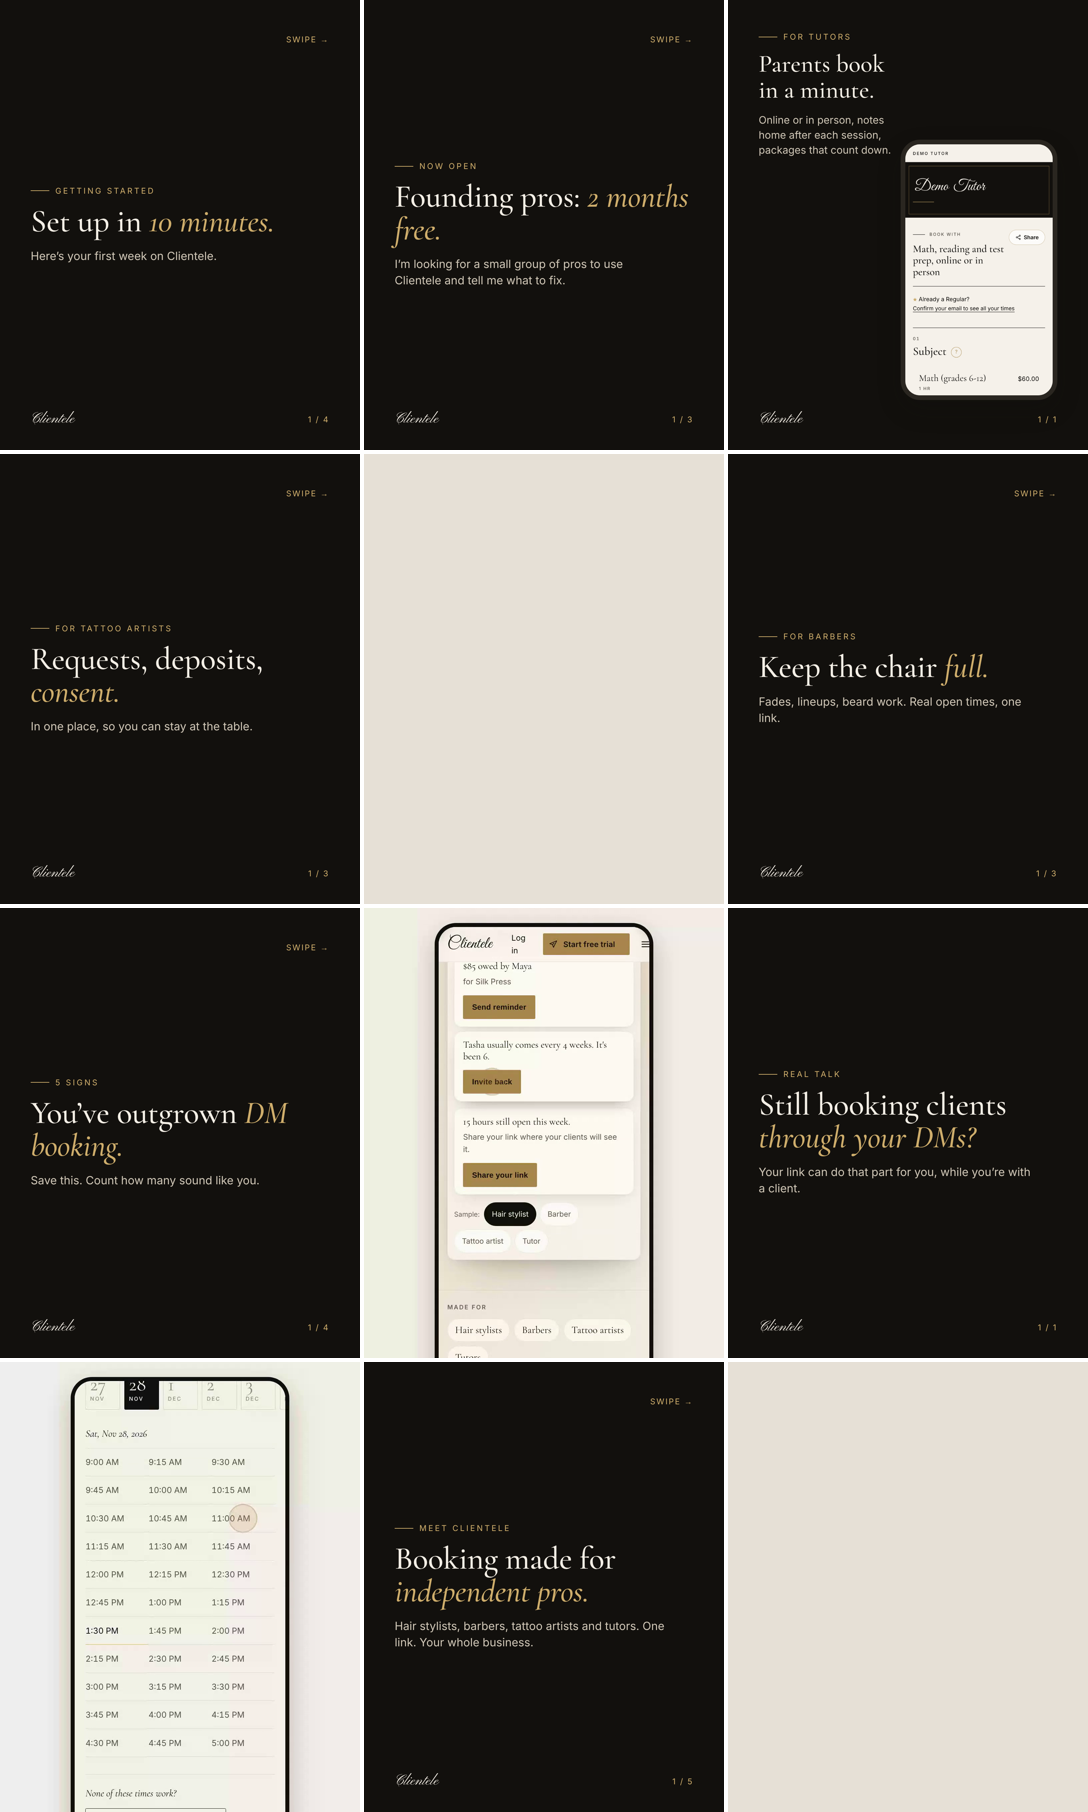 SWIPE →
GETTING STARTED
Set up in 10 minutes.
Here's your first week on Clientele.
Clientele
1 / 4
SWIPE →
NOW OPEN
Founding pros: 2 months
free.
I'm looking for a small group of pros to use
Clientele and tell me what to fix.
Clientele
1 / 3
FOR TUTORS
Parents book
in a minute.
Online or in person, notes
home after each session,
packages that count down.
DEMO TUTOR
Demo Tutor
BOOK WITH
Share
Math, reading and test
prep, online or in
person
Already a Regular?
Confirm your email to see all your times
01
Subject ?
Math (grades 6-12) $60.00
1 HR
Clientele
1 / 1
SWIPE →
FOR TATTOO ARTISTS
Requests, deposits,
consent.
In one place, so you can stay at the table.
Clientele
1 / 3
SWIPE →
FOR BARBERS
Keep the chair full.
Fades, lineups, beard work. Real open times, one
link.
Clientele
1 / 3
SWIPE →
5 SIGNS
You've outgrown DM
booking.
Save this. Count how many sound like you.
Clientele
1 / 4
Clientele
Log
in
Start free trial
$85 owed by Maya
for Silk Press
Send reminder
Tasha usually comes every 4 weeks. It's
been 6.
Invite back
15 hours still open this week.
Share your link where your clients will see
it.
Share your link
Sample: Hair stylist Barber
Tattoo artist Tutor
MADE FOR
Hair stylists Barbers Tattoo artists
Tutors
SWIPE →
REAL TALK
Still booking clients
through your DMs?
Your link can do that part for you, while you're with
a client.
Clientele
1 / 1
27 28 1 2 3
NOV NOV DEC DEC DEC
Sat, Nov 28, 2026
9:00 AM 9:15 AM 9:30 AM
9:45 AM 10:00 AM 10:15 AM
10:30 AM 10:45 AM 11:00 AM
11:15 AM 11:30 AM 11:45 AM
12:00 PM 12:15 PM 12:30 PM
12:45 PM 1:00 PM 1:15 PM
1:30 PM 1:45 PM 2:00 PM
2:15 PM 2:30 PM 2:45 PM
3:00 PM 3:15 PM 3:30 PM
3:45 PM 4:00 PM 4:15 PM
4:30 PM 4:45 PM 5:00 PM
None of these times work?
SWIPE →
MEET CLIENTELE
Booking made for
independent pros.
Hair stylists, barbers, tattoo artists and tutors. One
link. Your whole business.
Clientele
1 / 5